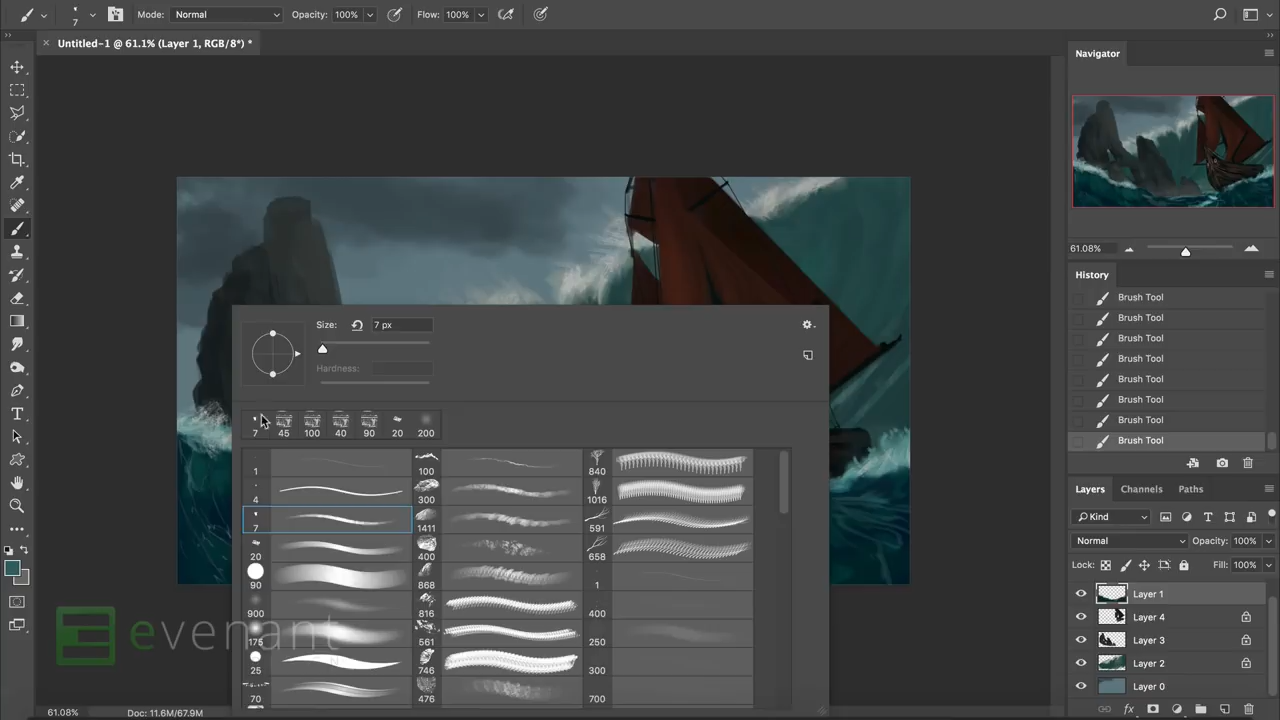 7 Mode: Normal Opacity: 100% Flow: 100%
Untitled-1 @ 61.1% (Layer 1, RGB/8*) *
Navigator
61.08%
History
Brush Tool
Brush Tool
Brush Tool
Brush Tool
Brush Tool
Brush Tool
Brush Tool
Brush Tool
Layers Channels Paths
Kind
Normal Opacity: 100%
Lock: Fill: 100%
Layer 1
Layer 4
Layer 3
Layer 2
Layer 0
Size: 7 px
Hardness:
7 45 100 40 90 20 200
1 100 840
4 300 1016
7 1411 591
20 400 658
90 868 1
900 816 400
175 561 250
25 746 300
70 476 700
evenant
61.08% Doc: 11.6M/67.9M